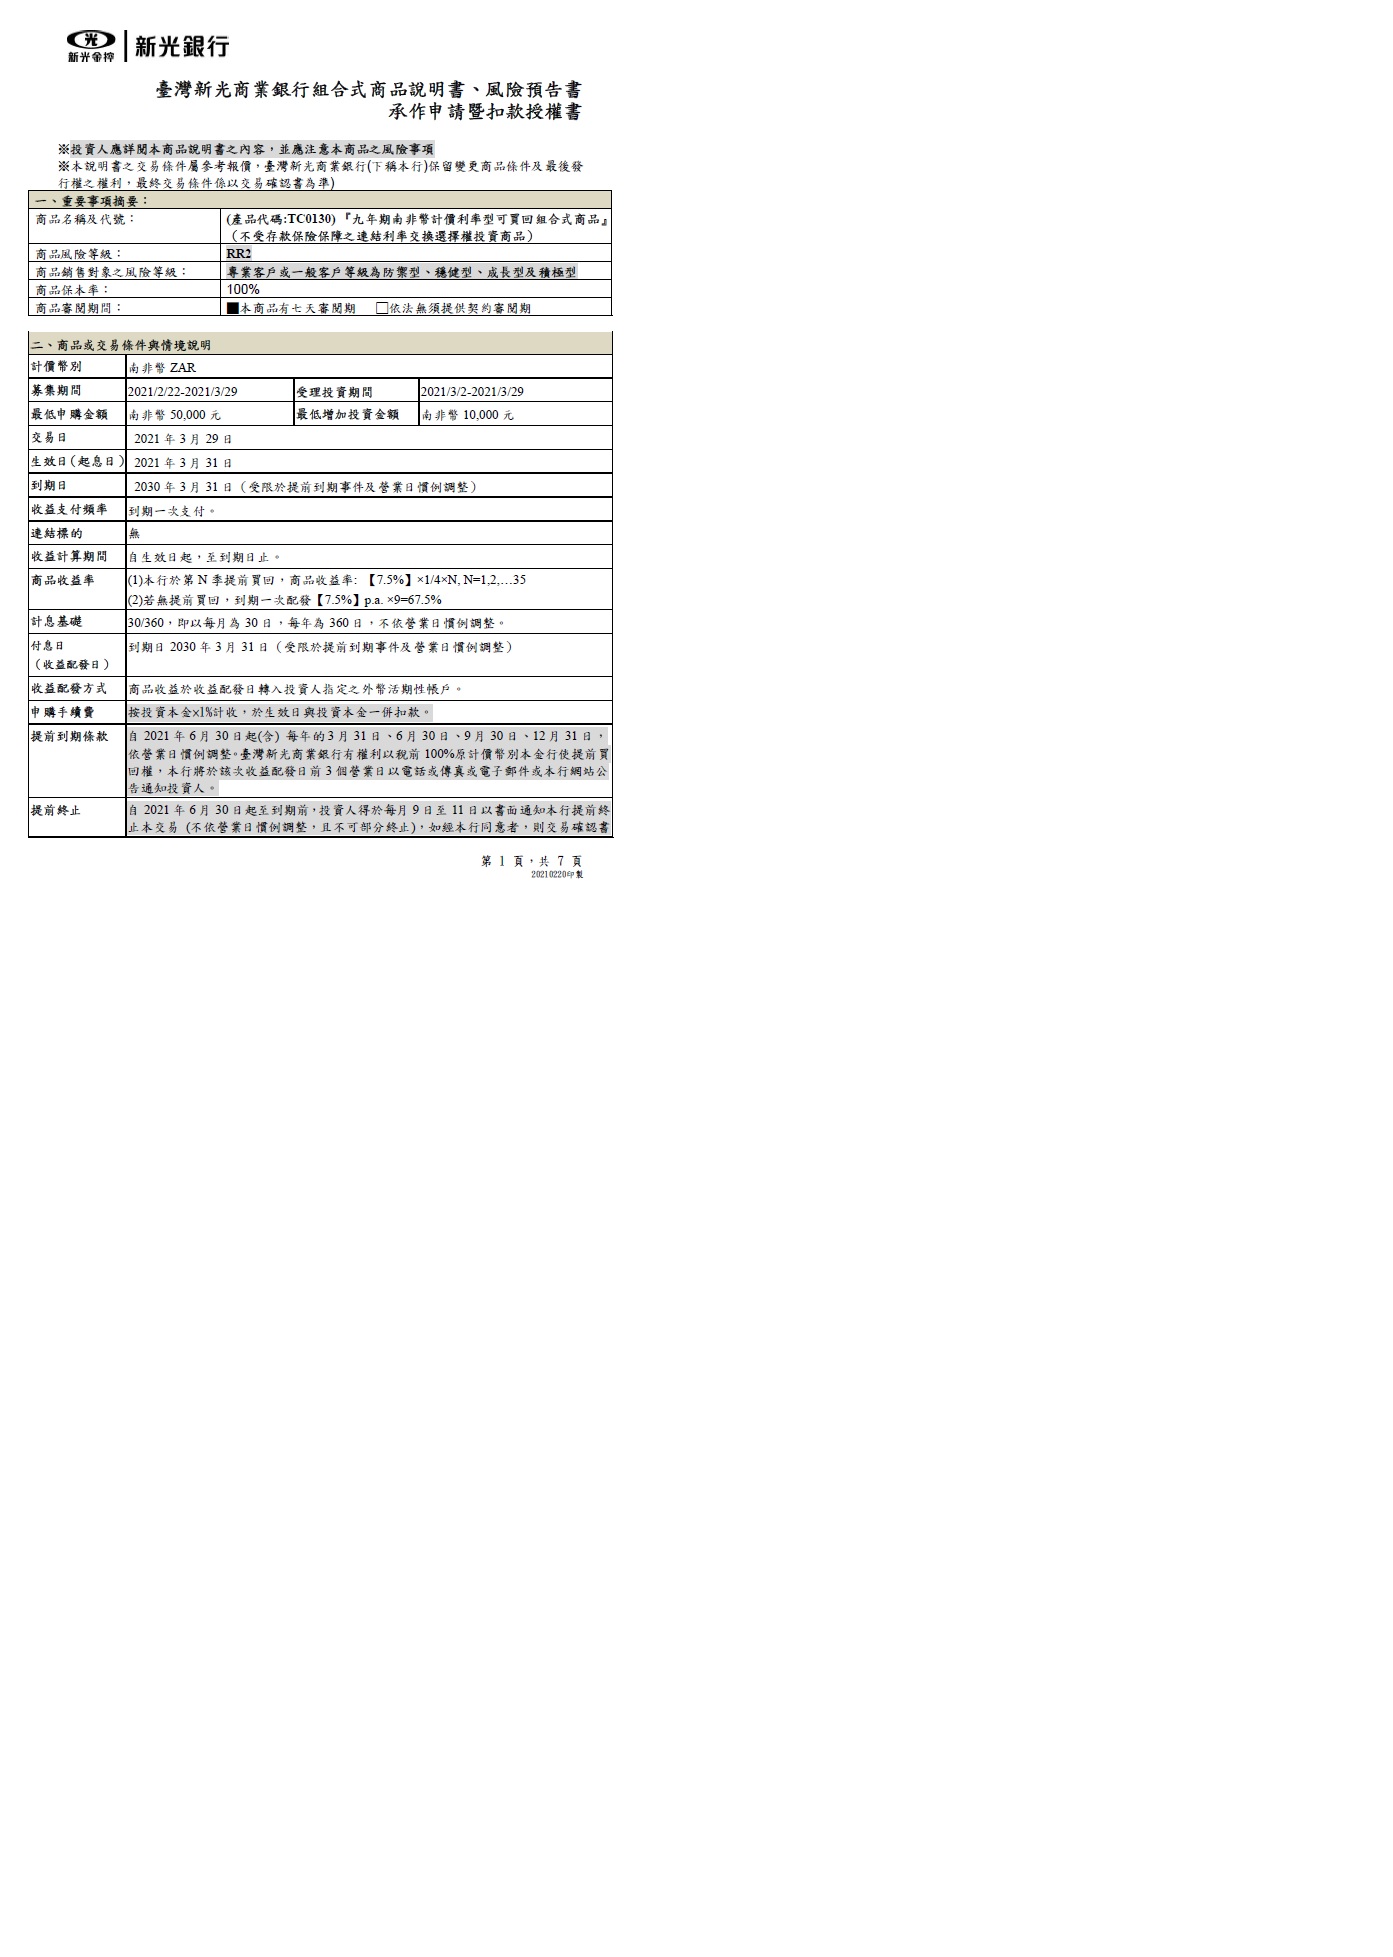 光 新光金控 新光銀行
臺灣新光商業銀行組合式商品說明書、風險預告書
承作申請暨扣款授權書
※投資人應詳閱本商品說明書之內容，並應注意本商品之風險事項
※本說明書之交易條件屬參考報價，臺灣新光商業銀行(下稱本行)保留變更商品條件及最後發
行權之權利，最終交易條件係以交易確認書為準)
一、重要事項摘要：
商品名稱及代號： (產品代碼:TC0130)『九年期南非幣計價利率型可買回組合式商品』
（不受存款保險保障之連結利率交換選擇權投資商品）
商品風險等級： RR2
商品銷售對象之風險等級： 專業客戶或一般客戶等級為防禦型、穩健型、成長型及積極型
商品保本率： 100%
商品審閱期間： ■本商品有七天審閱期 □依法無須提供契約審閱期
二、商品或交易條件與情境說明
計價幣別 南非幣 ZAR
募集期間 2021/2/22-2021/3/29 受理投資期間 2021/3/2-2021/3/29
最低申購金額 南非幣 50,000 元 最低增加投資金額 南非幣 10,000 元
交易日 2021 年 3 月 29 日
生效日(起息日) 2021 年 3 月 31 日
到期日 2030 年 3 月 31 日（受限於提前到期事件及營業日慣例調整）
收益支付頻率 到期一次支付。
連結標的 無
收益計算期間 自生效日起，至到期日止。
商品收益率 (1)本行於第 N 季提前買回，商品收益率: 【7.5%】×1/4×N, N=1,2,…35
(2)若無提前買回，到期一次配發【7.5%】p.a. ×9=67.5%
計息基礎 30/360，即以每月為 30 日，每年為 360 日，不依營業日慣例調整。
付息日 到期日 2030 年 3 月 31 日（受限於提前到期事件及營業日慣例調整）
（收益配發日）
收益配發方式 商品收益於收益配發日轉入投資人指定之外幣活期性帳戶。
申購手續費 按投資本金×1%計收，於生效日與投資本金一併扣款。
提前到期條款 自 2021 年 6 月 30 日起(含) 每年的 3 月 31 日、6 月 30 日、9 月 30 日、12 月 31 日，
依營業日慣例調整。臺灣新光商業銀行有權利以稅前 100%原計價幣別本金行使提前買
回權，本行將於該次收益配發日前 3 個營業日以電話或傳真或電子郵件或本行網站公
告通知投資人。
提前終止 自 2021 年 6 月 30 日起至到期前，投資人得於每月 9 日至 11 日以書面通知本行提前終
止本交易 (不依營業日慣例調整，且不可部分終止)，如經本行同意者，則交易確認書
第 1 頁，共 7 頁
20210220印製